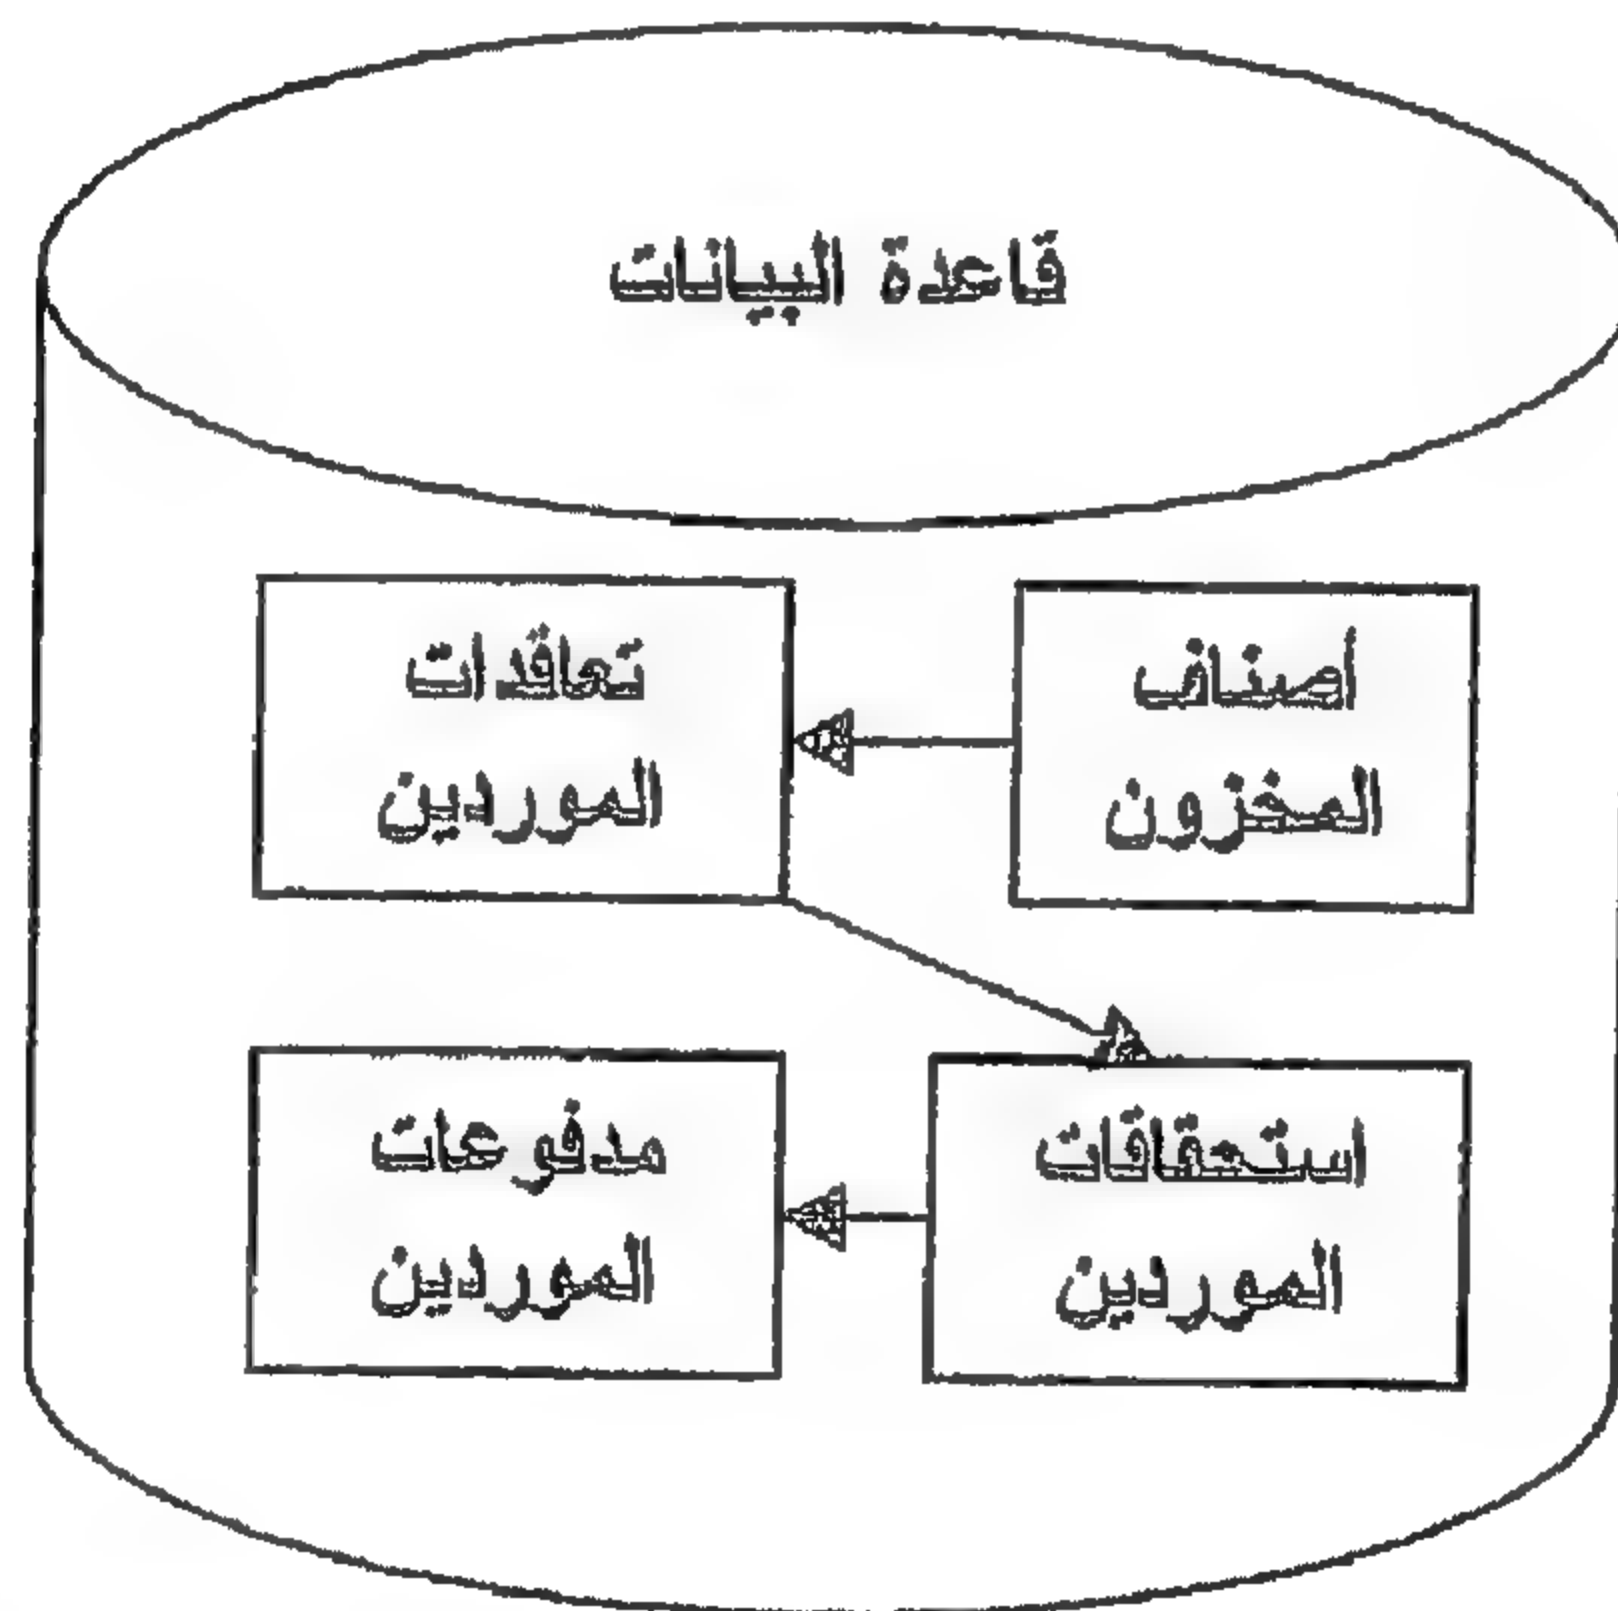 قاعدة البيانات
أصناف
المخزون
تعاقدات
الموردين
استحقاقات
الموردين
مدفوعات
الموردين